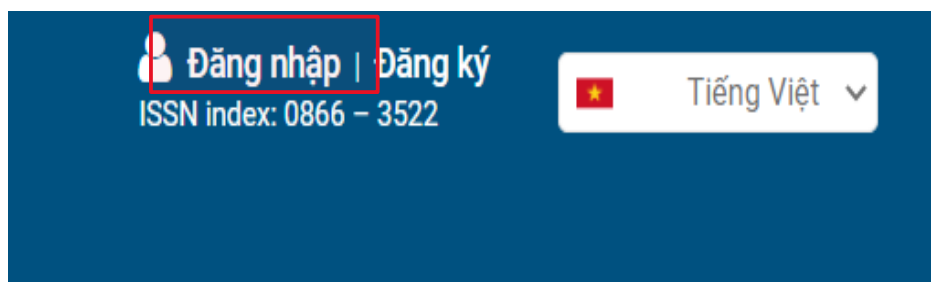 Đăng nhập | Đăng ký
ISSN index: 0866 – 3522
Tiếng Việt